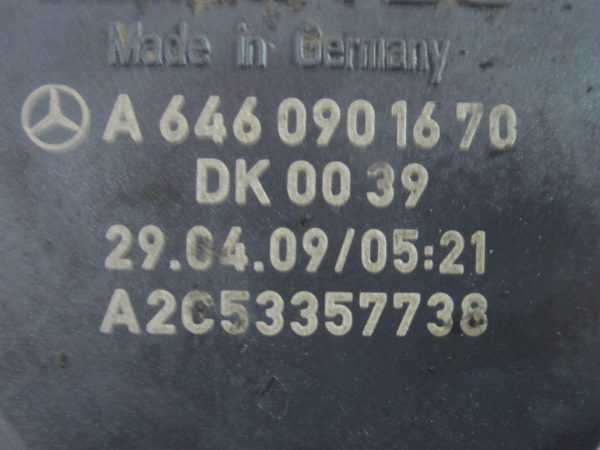 Made in Germany
A 646 090 16 70
DK 00 39
29.04.09/05:21
A2C53357738